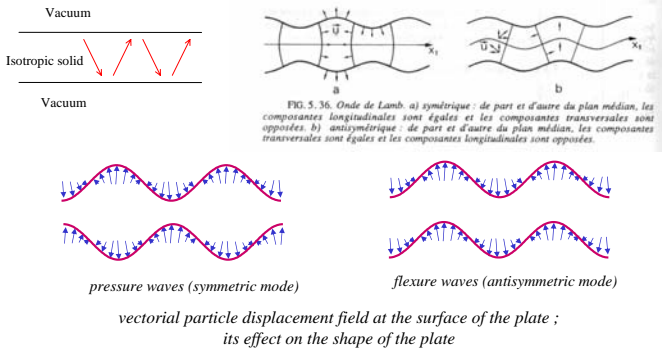 Vacuum
Isotropic solid
Vacuum
U
X₁
a
u
X₁
b
FIG. 5. 36. Onde de Lamb. a) symétrique : de part et d'autre du plan médian, les
composantes longitudinales sont égales et les composantes transversales sont
opposées. b) antisymétrique : de part et d'autre du plan médian, les composantes
transversales sont égales et les composantes longitudinales sont opposées.
pressure waves (symmetric mode)
flexure waves (antisymmetric mode)
vectorial particle displacement field at the surface of the plate ;
its effect on the shape of the plate